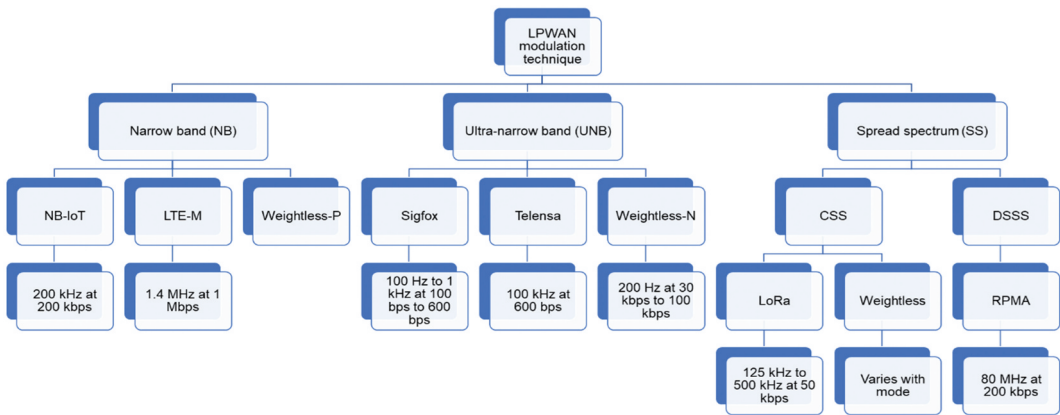 LPWAN
modulation
technique
Narrow band (NB)
Ultra-narrow band (UNB)
Spread spectrum (SS)
NB-IoT
LTE-M
Weightless-P
Sigfox
Telensa
Weightless-N
CSS
DSSS
200 kHz at
200 kbps
1.4 MHz at 1
Mbps
100 Hz to 1
kHz at 100
bps to 600
bps
100 kHz at
600 bps
200 Hz at 30
kbps to 100
kbps
LoRa
Weightless
RPMA
125 kHz to
500 kHz at 50
kbps
Varies with
mode
80 MHz at
200 kbps